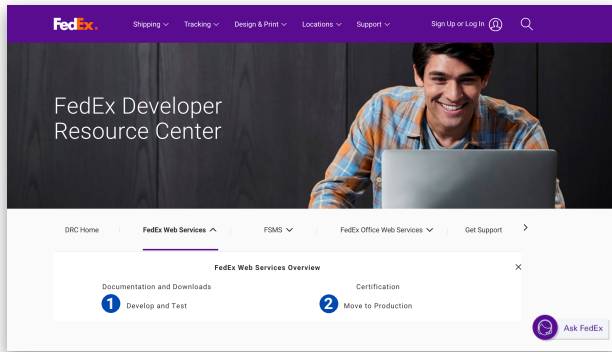 FedEx.
Shipping Tracking Design & Print Locations Support Sign Up or Log In
FedEx Developer
Resource Center
DRC Home FedEx Web Services FSMS FedEx Office Web Services Get Support
FedEx Web Services Overview
Documentation and Downloads Certification
1 Develop and Test 2 Move to Production
Ask FedEx